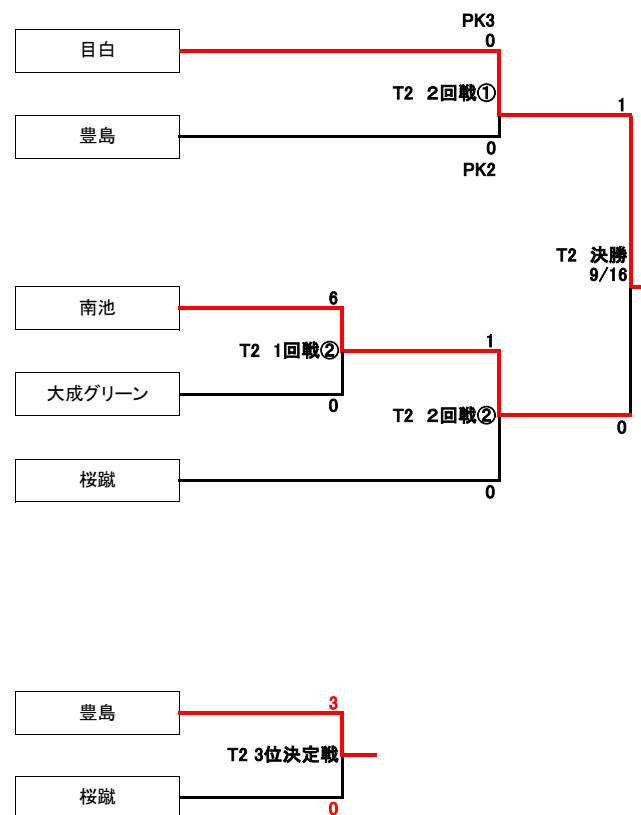 PK3
0
目白
T2 2回戦①
1
豊島
0
PK2
T2 決勝
9/16
南池
6
T2 1回戦②
1
大成グリーン
0
T2 2回戦②
0
桜蹴
0
豊島
3
T2 3位決定戦
桜蹴
0